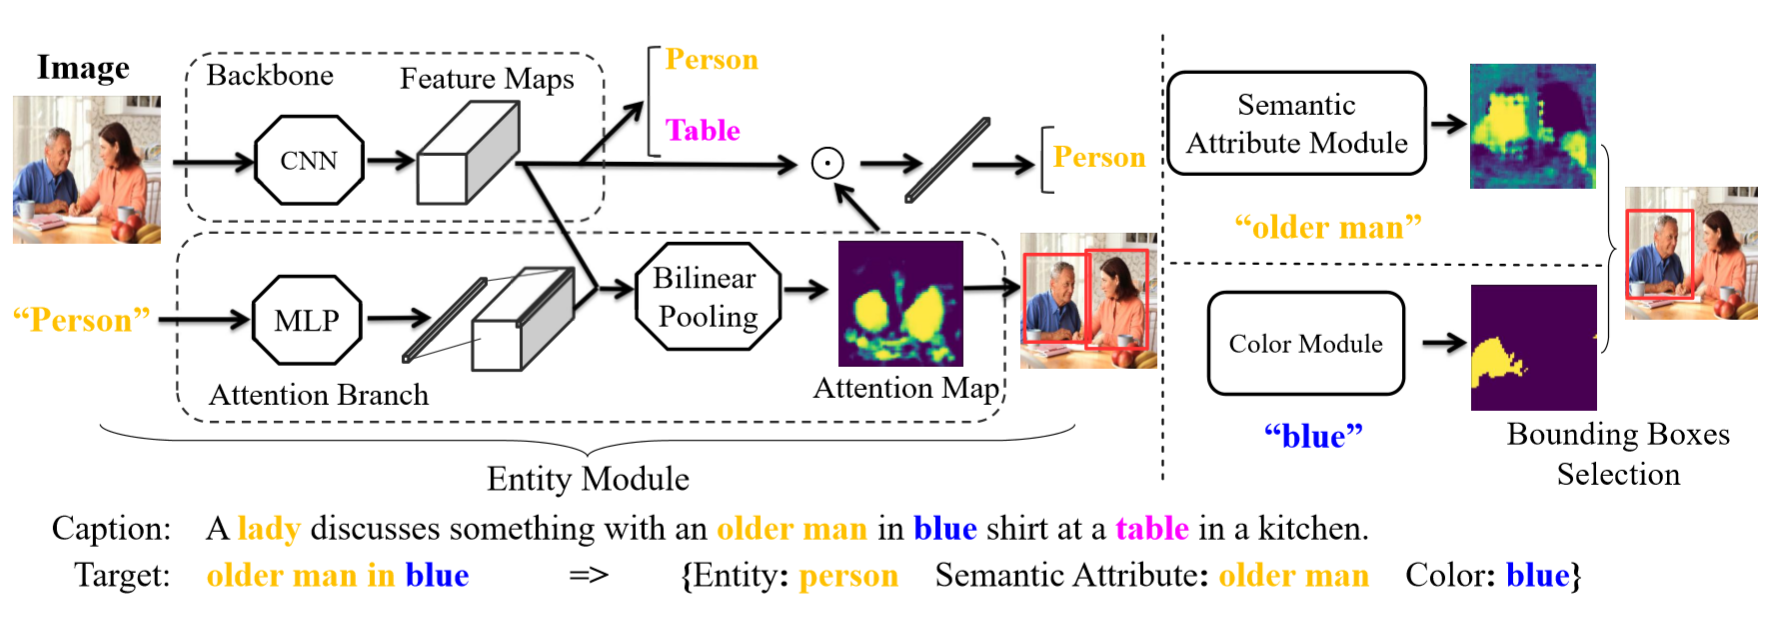 Image
Backbone
Feature Maps
CNN
Person
Table
Person
“Person”
MLP
Bilinear
Pooling
Attention Branch
Attention Map
Entity Module
Semantic
Attribute Module
“older man”
Color Module
“blue”
Bounding Boxes
Selection
Caption: A lady discusses something with an older man in blue shirt at a table in a kitchen.
Target: older man in blue => {Entity: person Semantic Attribute: older man Color: blue}